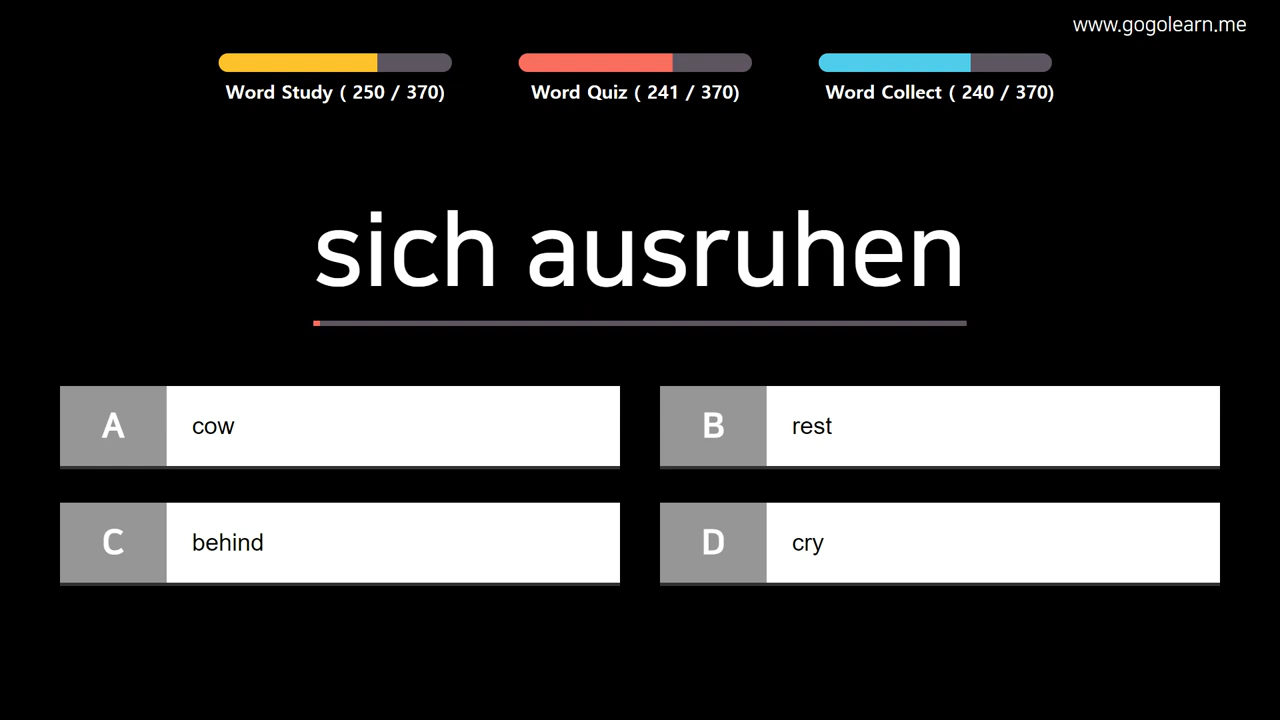 www.gogolearn.me
Word Study ( 250 / 370)
Word Quiz ( 241 / 370)
Word Collect ( 240 / 370)
sich ausruhen
A cow
B rest
C behind
D cry